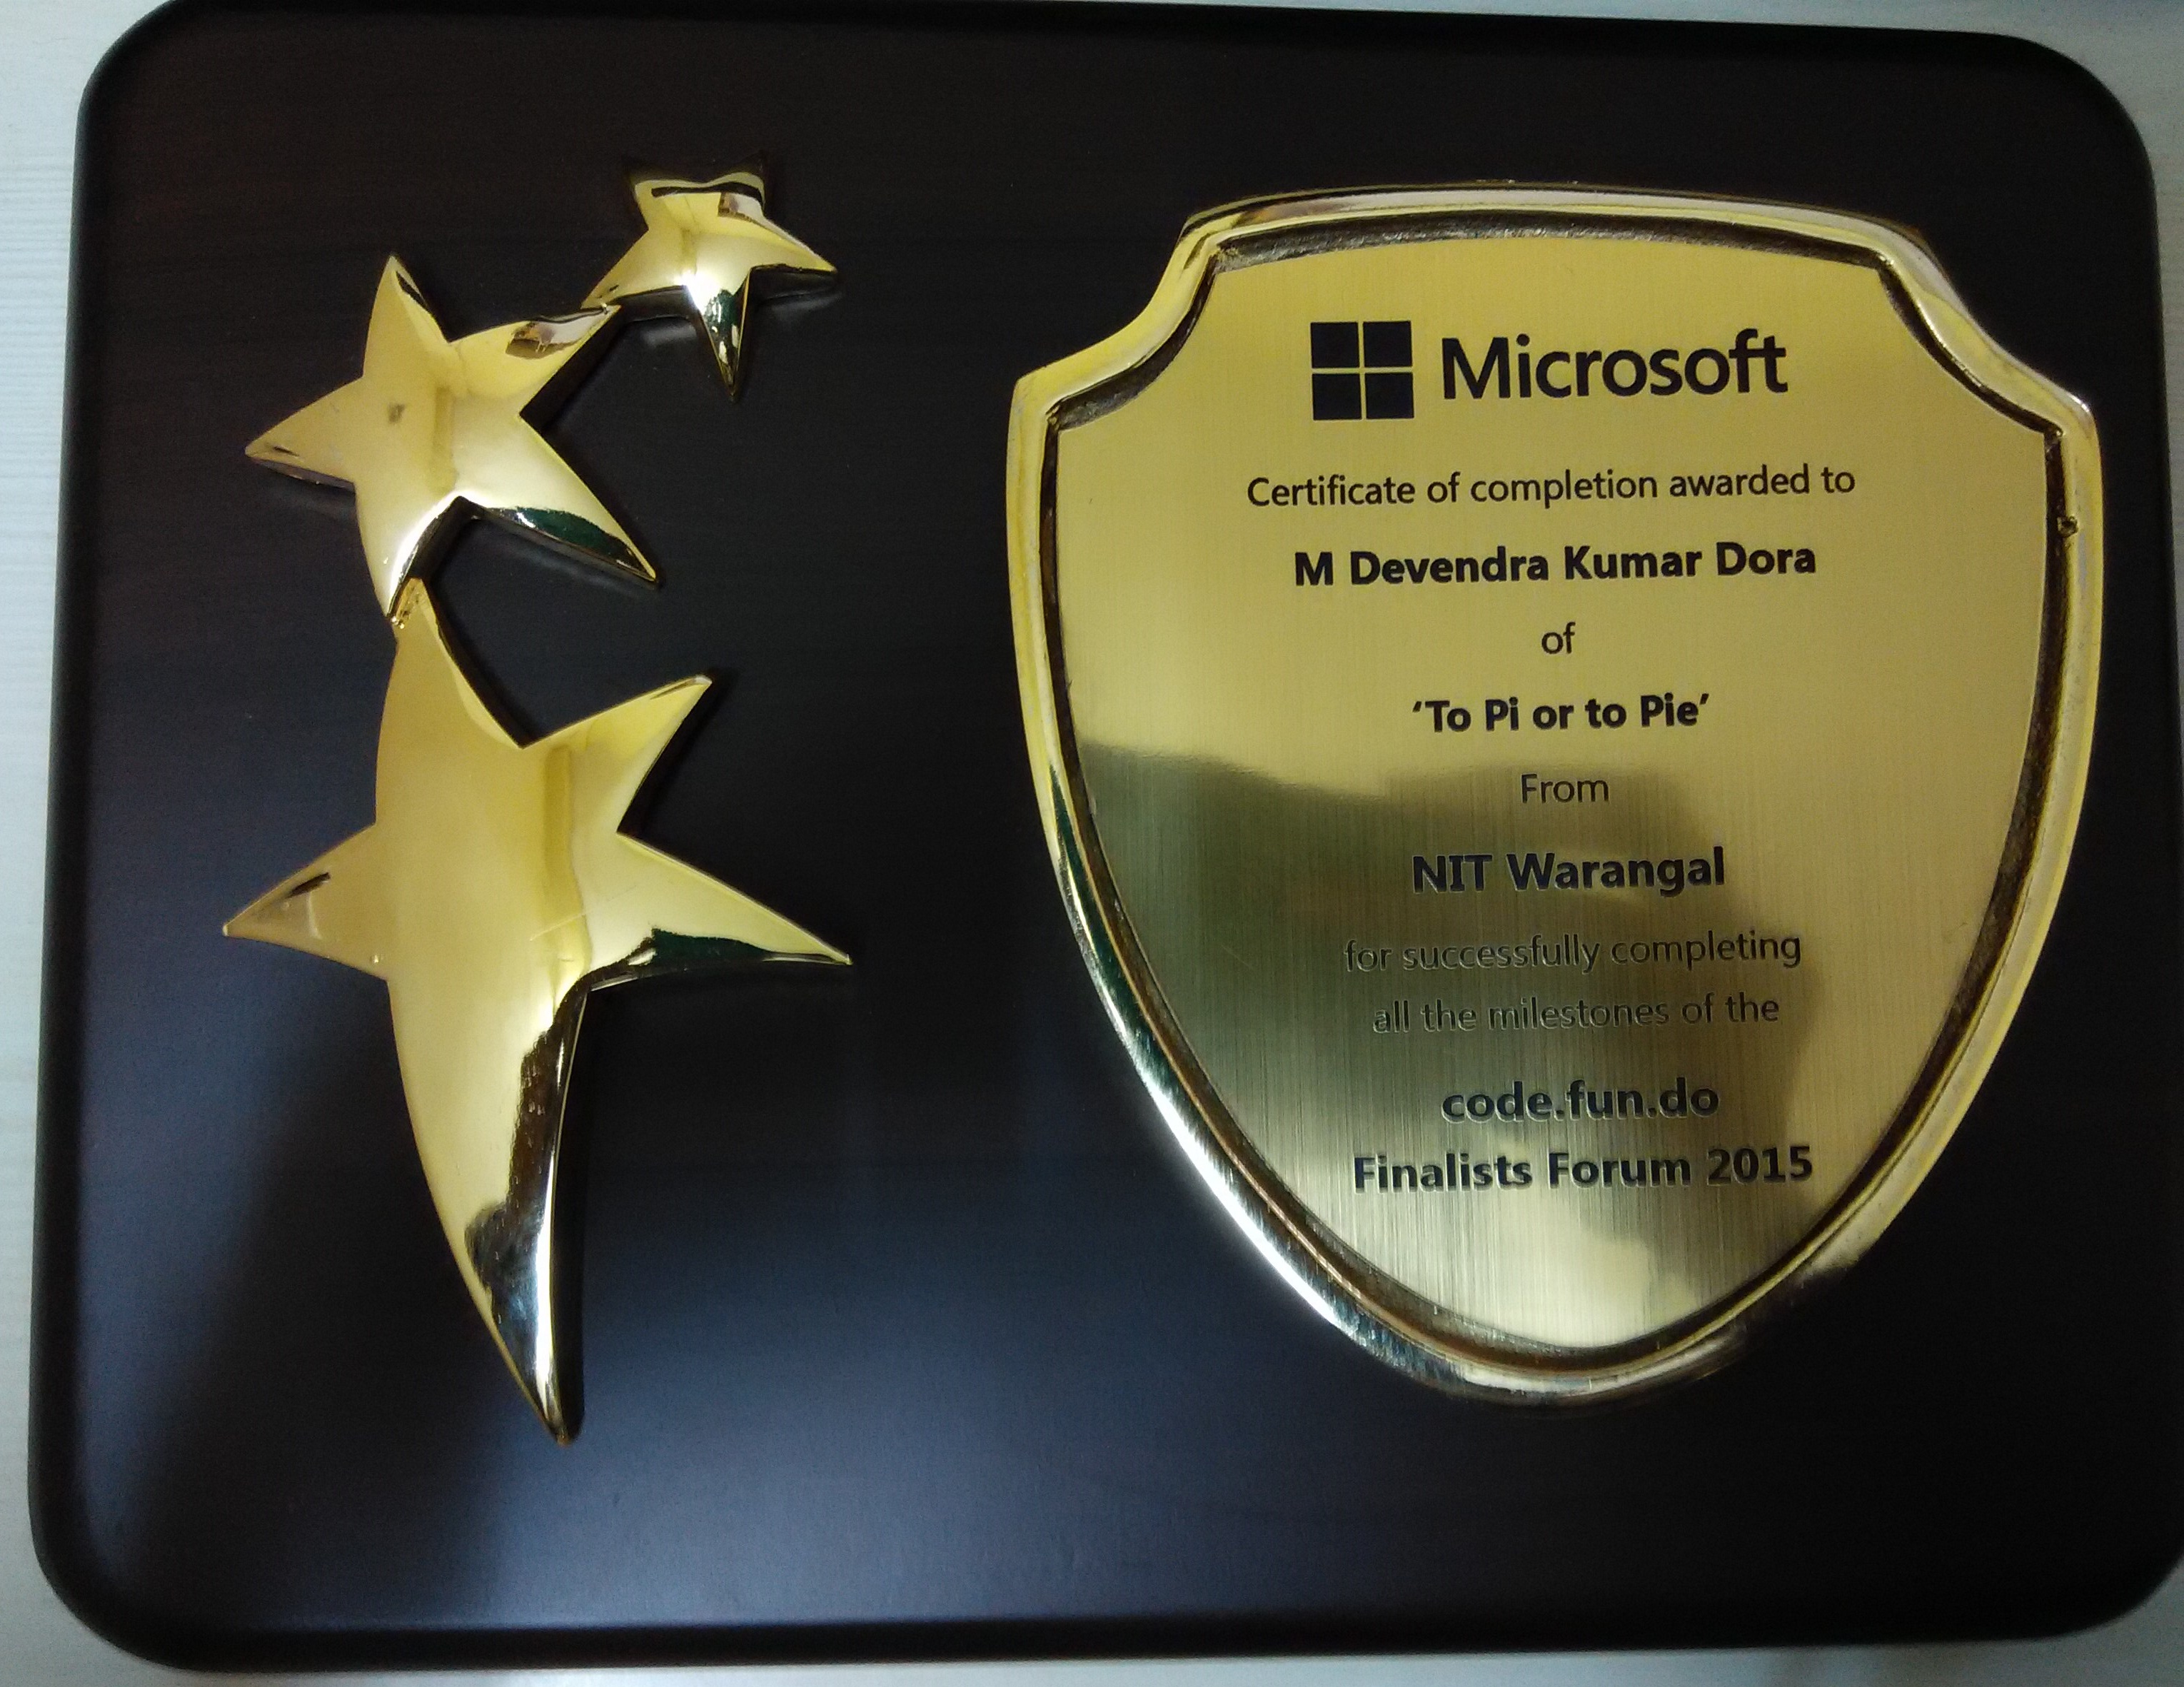 Microsoft
Certificate of completion awarded to
M Devendra Kumar Dora
of
‘To Pi or to Pie’
From
NIT Warangal
for successfully completing
all the milestones of the
code.fun.do
Finalists Forum 2015